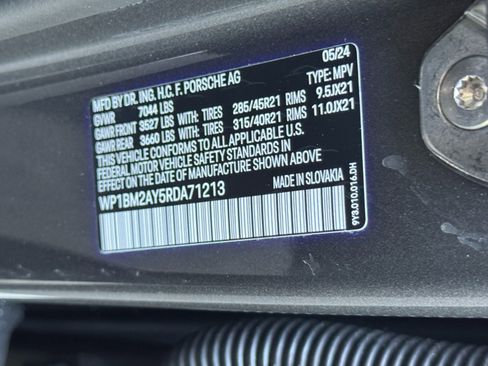 MFD BY DR. ING. H.C. F. PORSCHE AG 05/24
GVWR 7044 LBS TYPE: MPV
GAWR FRONT 3527 LBS WITH: TIRES 285/45R21 RIMS 9.5JX21
GAWR REAR 3660 LBS WITH: TIRES 315/40R21 RIMS 11.0JX21
THIS VEHICLE CONFORMS TO ALL APPLICABLE U.S.
FEDERAL MOTOR VEHICLE SAFETY STANDARDS IN
EFFECT ON THE DATE OF MANUFACTURE SHOWN ABOVE
WP1BM2AY5RDA71213 MADE IN SLOVAKIA
9Y3.010.016.DH